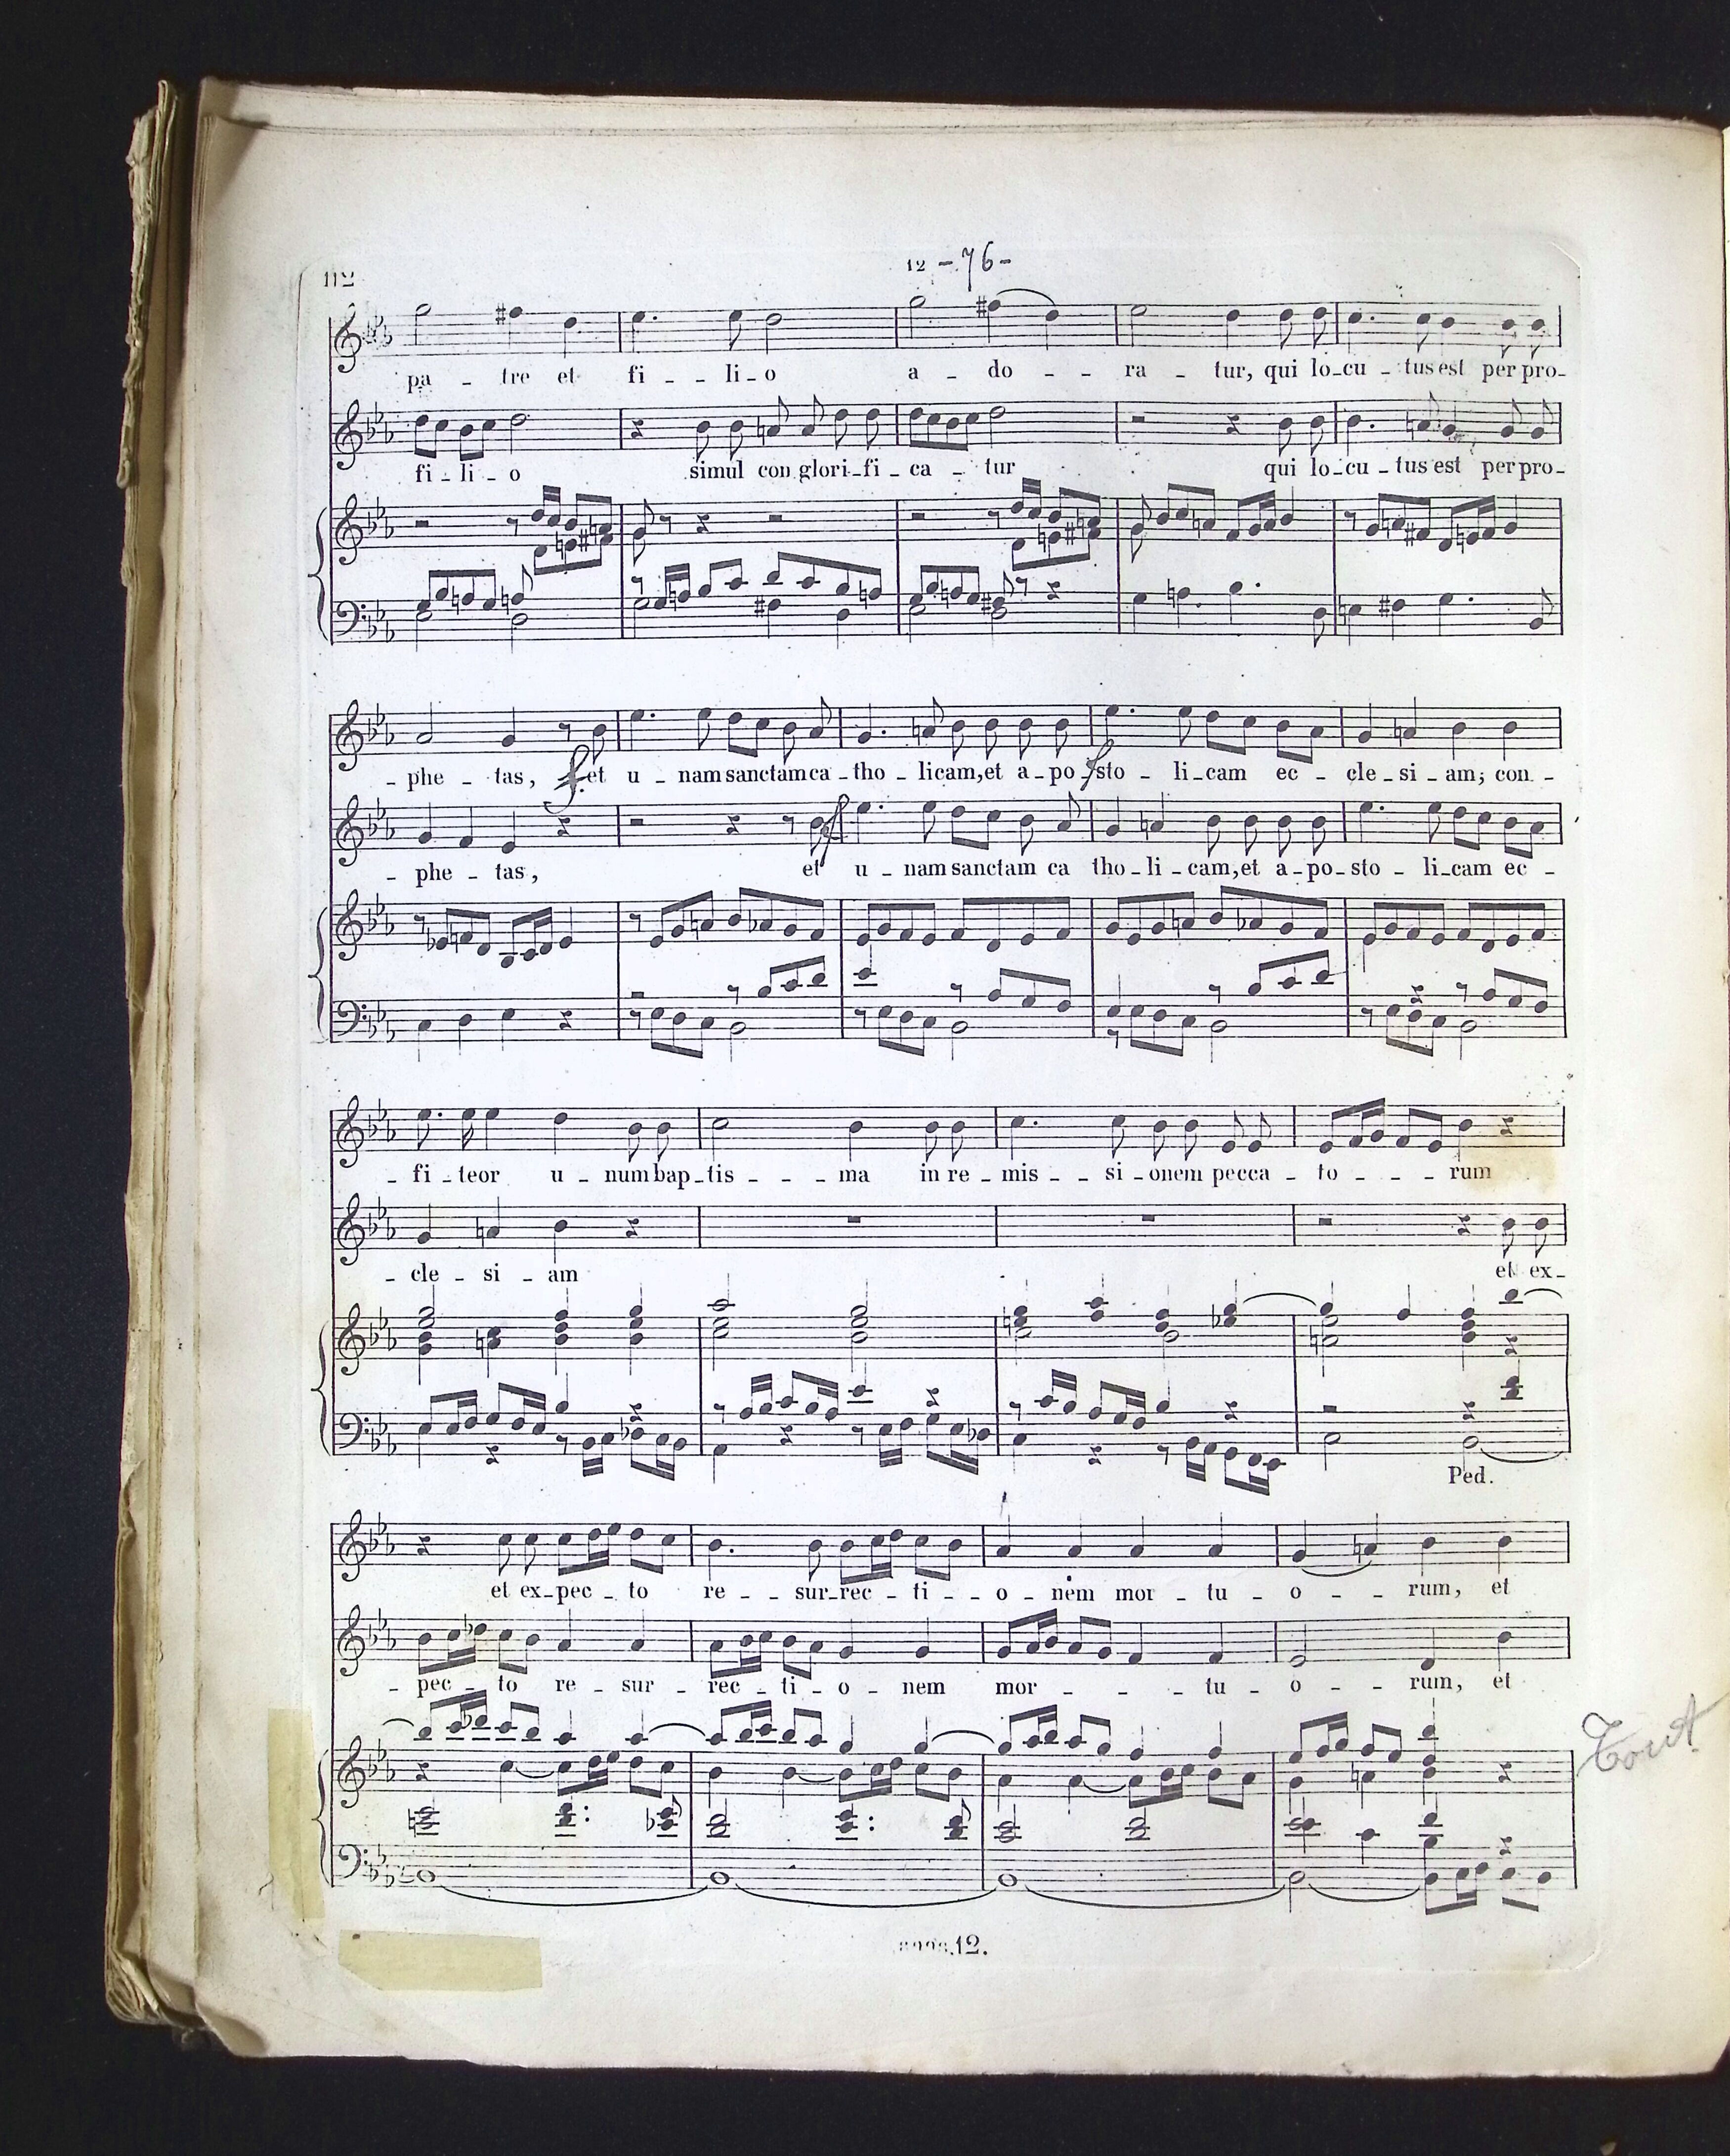 112
12 - 76 -
pa - tre et fi - - li - o a - do - - ra - tur, qui lo - cu - tus est per pro -
fi - li - o simul con glori - fi - ca - tur qui lo - cu - tus est per pro -
- phe - tas, f. et u - nam sanctam ca - tho - licam, et a - po - sto - li - cam ec - cle - si - am; con -
- phe - tas, et f u - nam sanctam ca tho - li - cam, et a - po - sto - li - cam ec -
- fi - teor u - num bap - tis - - - ma in re - mis - - si - onem pecca - to - - - rum
- cle - si - am et ex -
Ped.
et ex - pec - to re - - sur - rec - ti - - o - nem mor - tu - o - - rum, et
- pec - to re - sur - rec - ti - o - nem mor - - - tu - o - - rum, et
Tout
12.